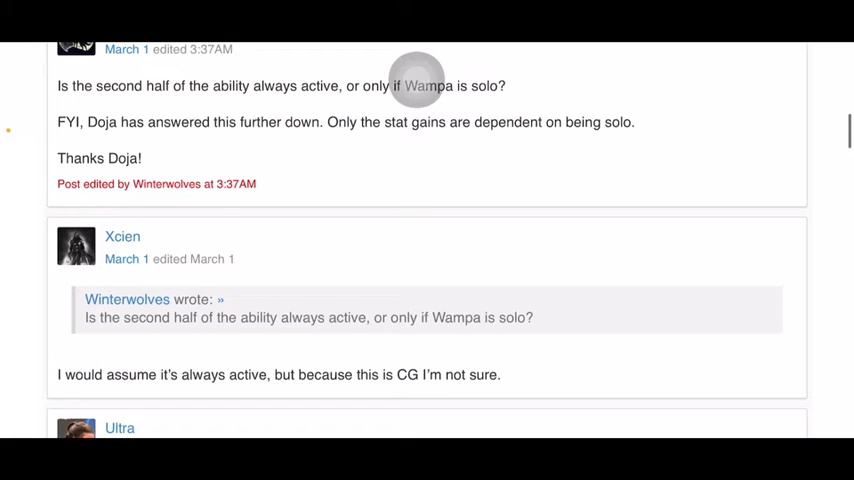 March 1 edited 3:37AM
Is the second half of the ability always active, or only if Wampa is solo?
FYI, Doja has answered this further down. Only the stat gains are dependent on being solo.
Thanks Doja!
Post edited by Winterwolves at 3:37AM
Xcien
March 1 edited March 1
Winterwolves wrote: »
Is the second half of the ability always active, or only if Wampa is solo?
I would assume it’s always active, but because this is CG I’m not sure.
Ultra